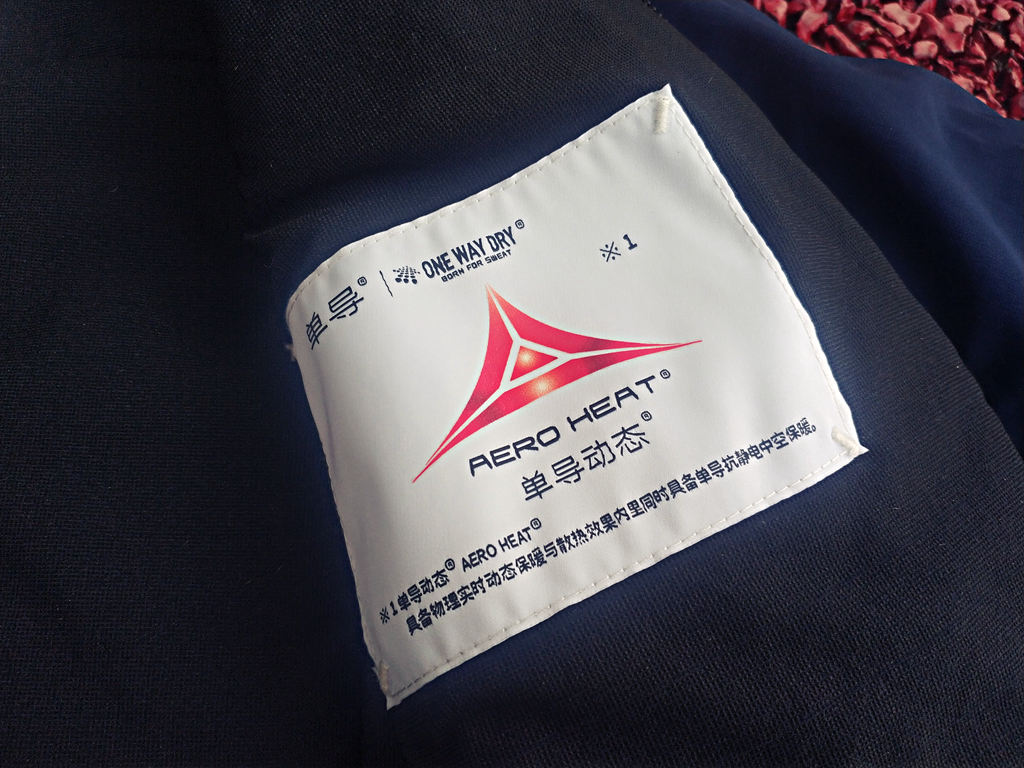 单导® | ONE WAY DRY®
BORN FOR SWEAT
※1
AERO HEAT®
单导动态®
※1单导动态® AERO HEAT®
具备物理实时动态保暖与散热效果内里同时具备单导抗静电中空保暖。